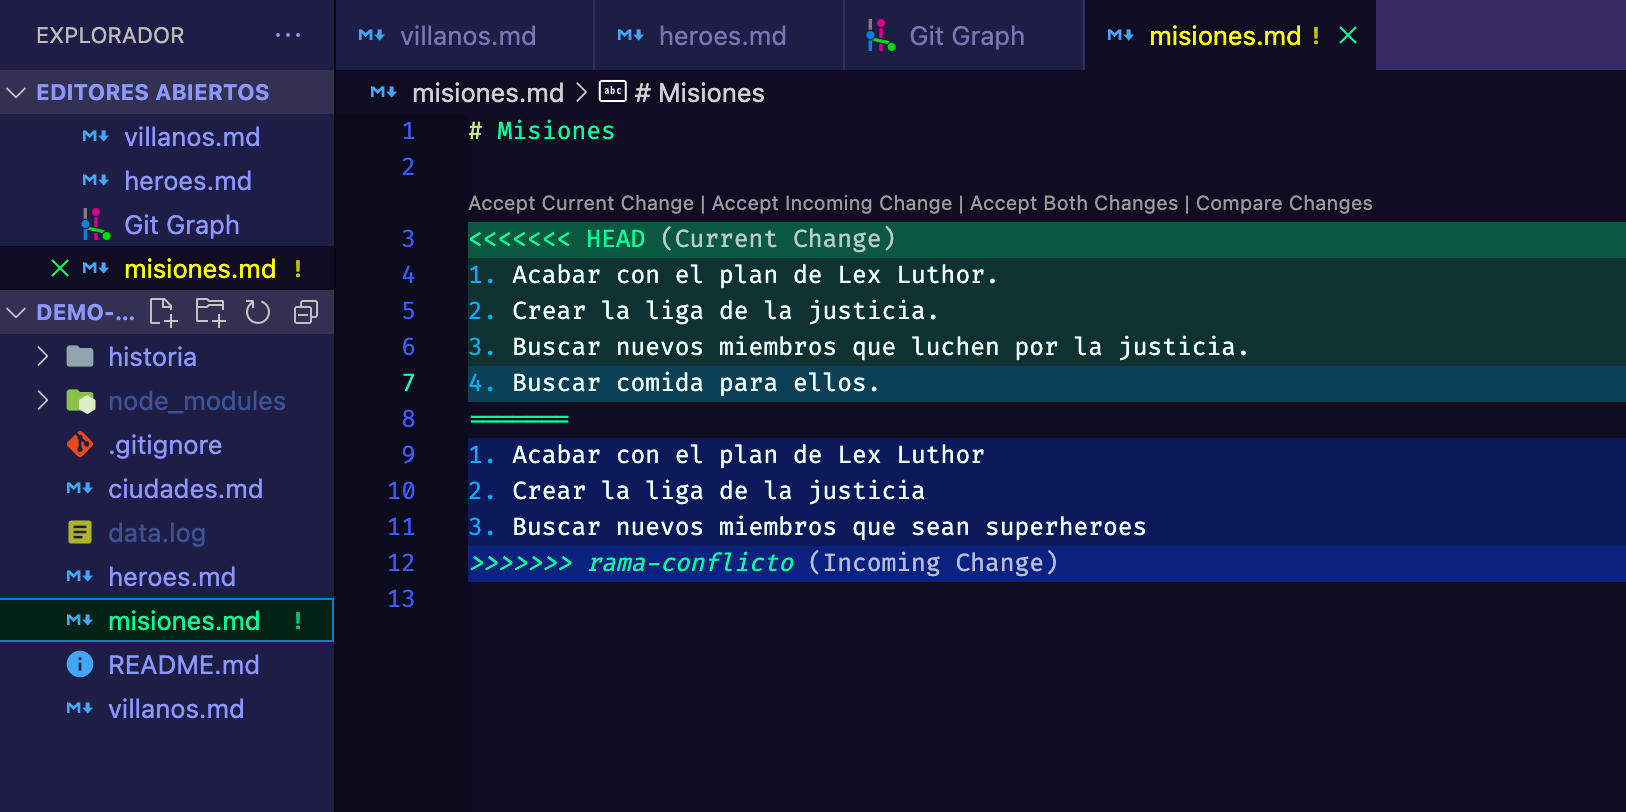 EXPLORADOR ···
EDITORES ABIERTOS
villanos.md
heroes.md
Git Graph
misiones.md !
DEMO-...
historia
node_modules
.gitignore
ciudades.md
data.log
heroes.md
misiones.md !
README.md
villanos.md
villanos.md heroes.md Git Graph misiones.md !
misiones.md > abc # Misiones
1 # Misiones
2
Accept Current Change | Accept Incoming Change | Accept Both Changes | Compare Changes
3 <<<<<<< HEAD (Current Change)
4 1. Acabar con el plan de Lex Luthor.
5 2. Crear la liga de la justicia.
6 3. Buscar nuevos miembros que luchen por la justicia.
7 4. Buscar comida para ellos.
8 =======
9 1. Acabar con el plan de Lex Luthor
10 2. Crear la liga de la justicia
11 3. Buscar nuevos miembros que sean superheroes
12 >>>>>>> rama-conflicto (Incoming Change)
13